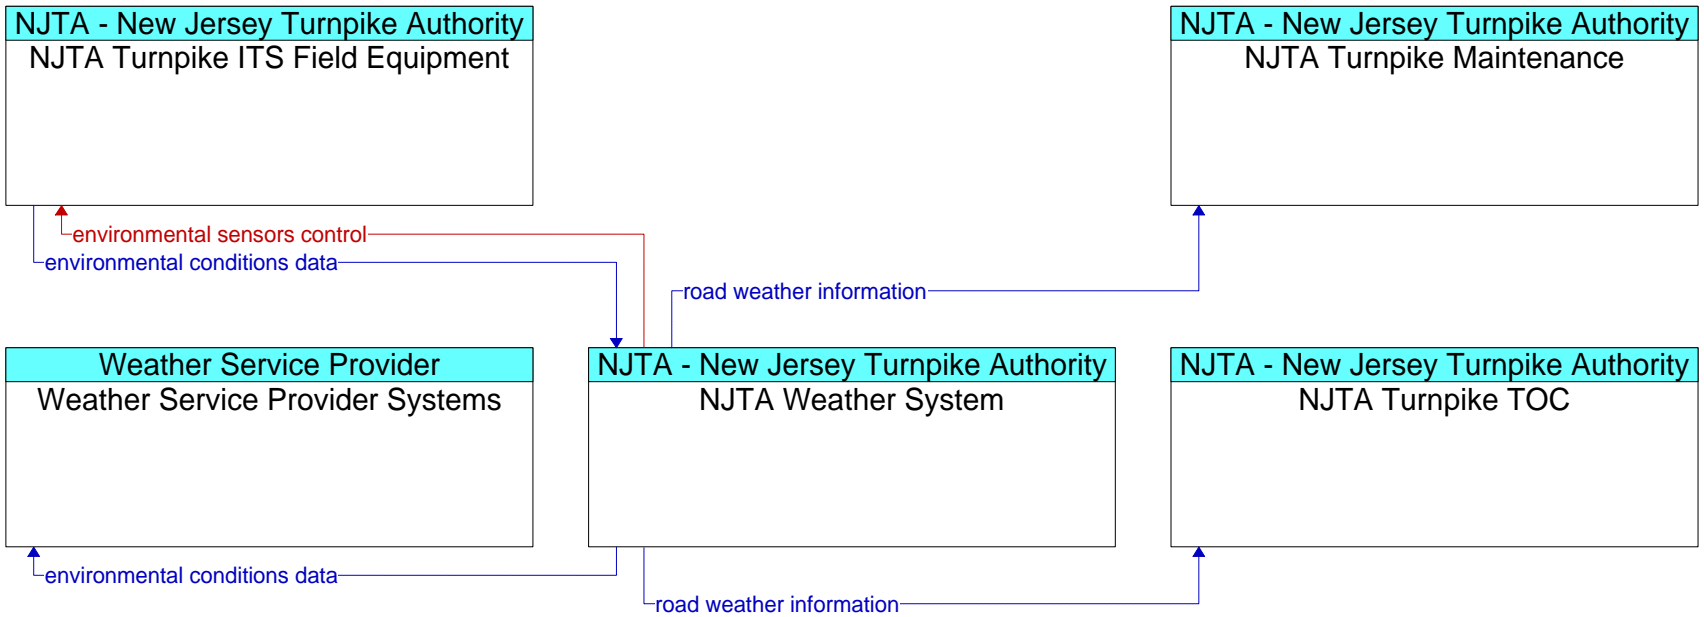 NJTA - New Jersey Turnpike Authority
NJTA Turnpike ITS Field Equipment
NJTA - New Jersey Turnpike Authority
NJTA Turnpike Maintenance
environmental sensors control
environmental conditions data
road weather information
Weather Service Provider
Weather Service Provider Systems
NJTA - New Jersey Turnpike Authority
NJTA Weather System
NJTA - New Jersey Turnpike Authority
NJTA Turnpike TOC
environmental conditions data
road weather information